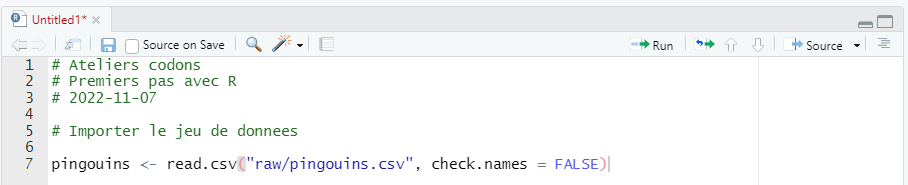 Untitled1*
Source on Save
Run
Source
1 # Ateliers codons
2 # Premiers pas avec R
3 # 2022-11-07
4
5 # Importer le jeu de donnees
6
7 pingouins <- read.csv("raw/pingouins.csv", check.names = FALSE)